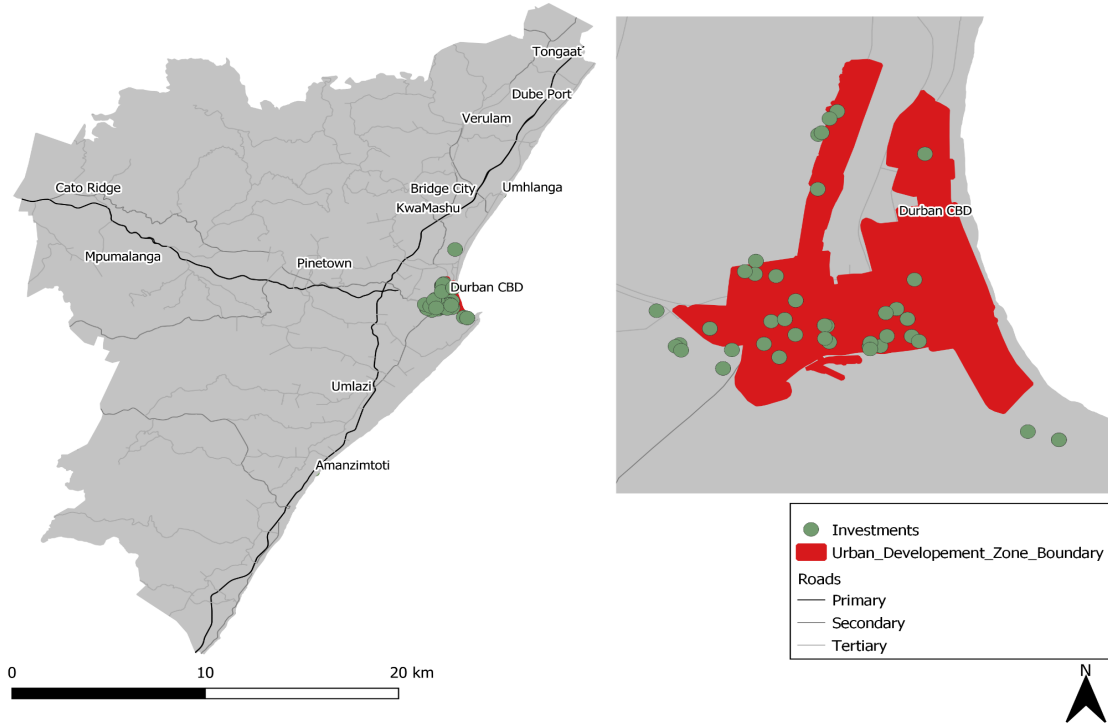 Tongaat
Dube Port
Verulam
Bridge City
Umhlanga
Cato Ridge
KwaMashu
Mpumalanga
Pinetown
Durban CBD
Umlazi
Amanzimtoti
0 10 20 km
Durban CBD
Investments
Urban_Developement_Zone_Boundary
Roads
Primary
Secondary
Tertiary
N